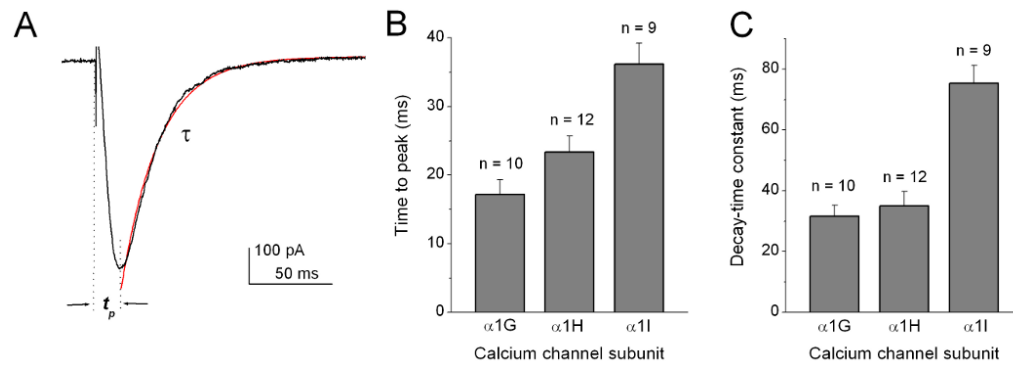 A
τ
100 pA
50 ms
tp
B
Time to peak (ms)
40
30
20
10
0
n = 10
n = 12
n = 9
α1G
α1H
α1I
Calcium channel subunit
C
Decay-time constant (ms)
80
60
40
20
0
n = 10
n = 12
n = 9
α1G
α1H
α1I
Calcium channel subunit